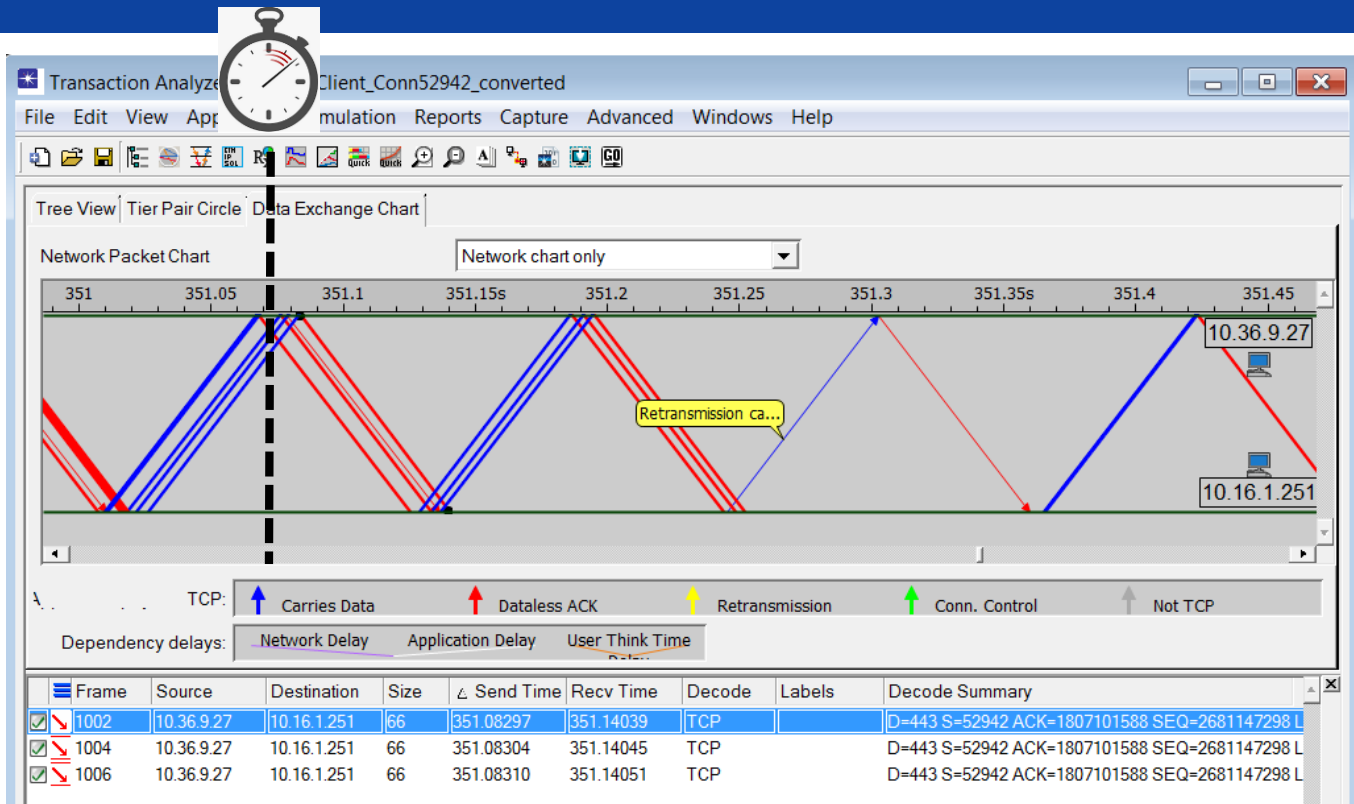 Transaction Analyze Client_Conn52942_converted
File Edit View App mulation Reports Capture Advanced Windows Help
QUICK QUICK GO
Tree View Tier Pair Circle Data Exchange Chart
Network Packet Chart Network chart only
351 351.05 351.1 351.15s 351.2 351.25 351.3 351.35s 351.4 351.45
10.36.9.27
Retransmission ca...
10.16.1.251
TCP: Carries Data Dataless ACK Retransmission Conn. Control Not TCP
Dependency delays: Network Delay Application Delay User Think Time
Frame Source Destination Size Send Time Recv Time Decode Labels Decode Summary
1002 10.36.9.27 10.16.1.251 66 351.08297 351.14039 TCP D=443 S=52942 ACK=1807101588 SEQ=2681147298 L
1004 10.36.9.27 10.16.1.251 66 351.08304 351.14045 TCP D=443 S=52942 ACK=1807101588 SEQ=2681147298 L
1006 10.36.9.27 10.16.1.251 66 351.08310 351.14051 TCP D=443 S=52942 ACK=1807101588 SEQ=2681147298 L